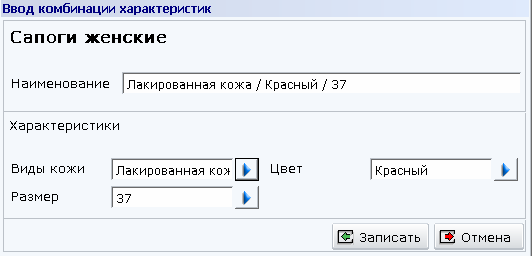 Ввод комбинации характеристик
Сапоги женские
Наименование Лакированная кожа / Красный / 37
Характеристики
Виды кожи Лакированная кож Цвет Красный
Размер 37
Записать Отмена